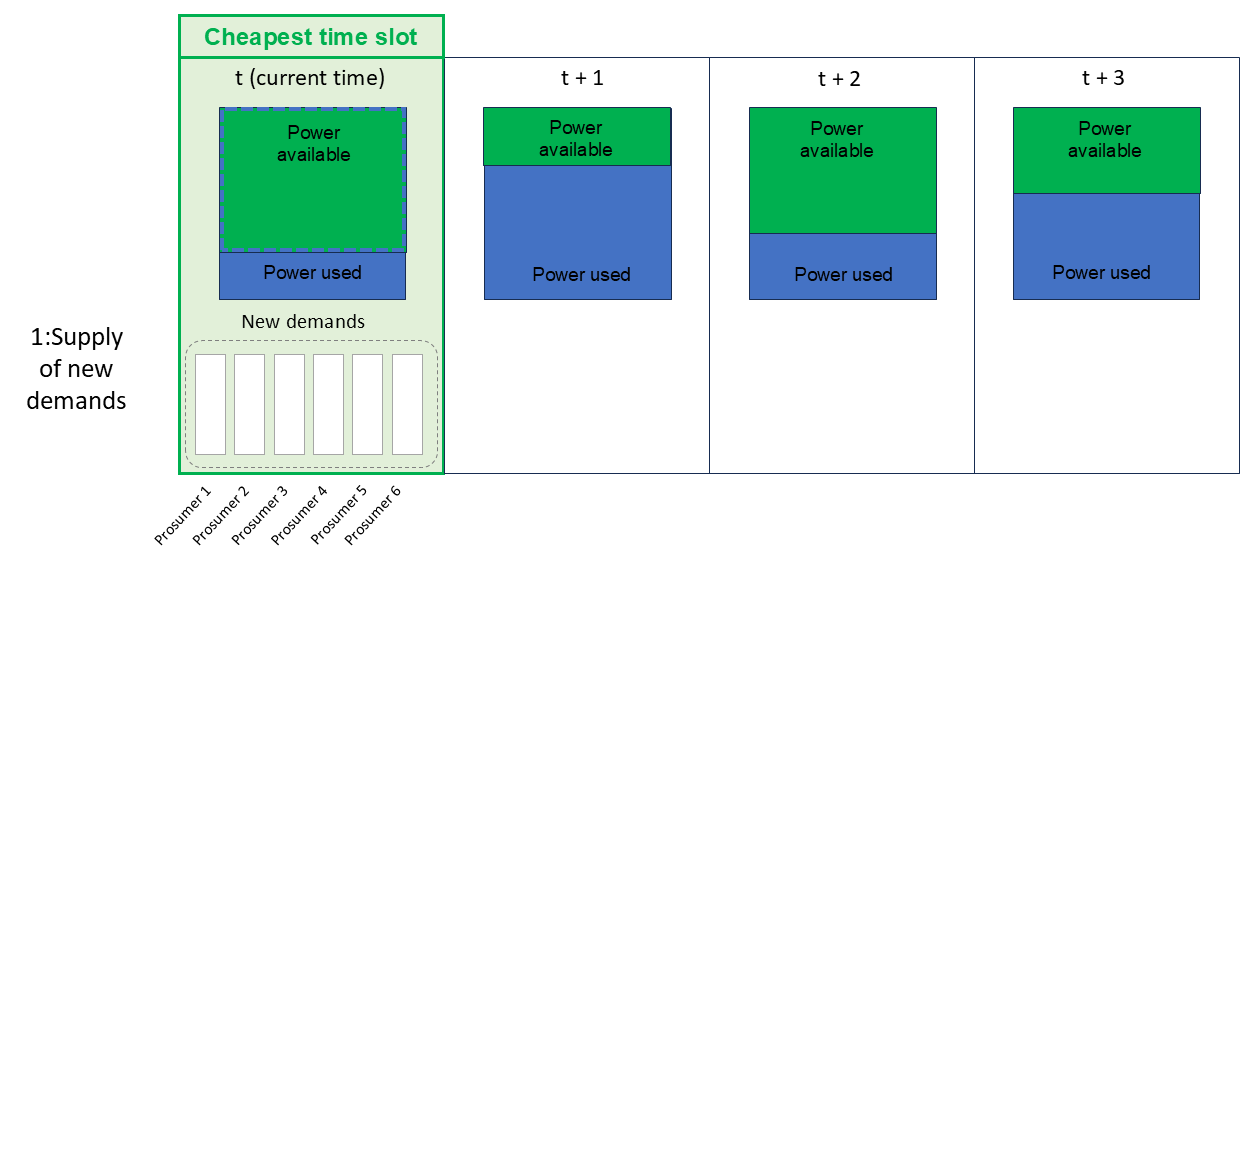 Cheapest time slot
t (current time)
t + 1
t + 2
t + 3
Power
available
Power
available
Power
available
Power
available
Power used
Power used
Power used
Power used
New demands
1:Supply
of new
demands
Prosumer 1
Prosumer 2
Prosumer 3
Prosumer 4
Prosumer 5
Prosumer 6